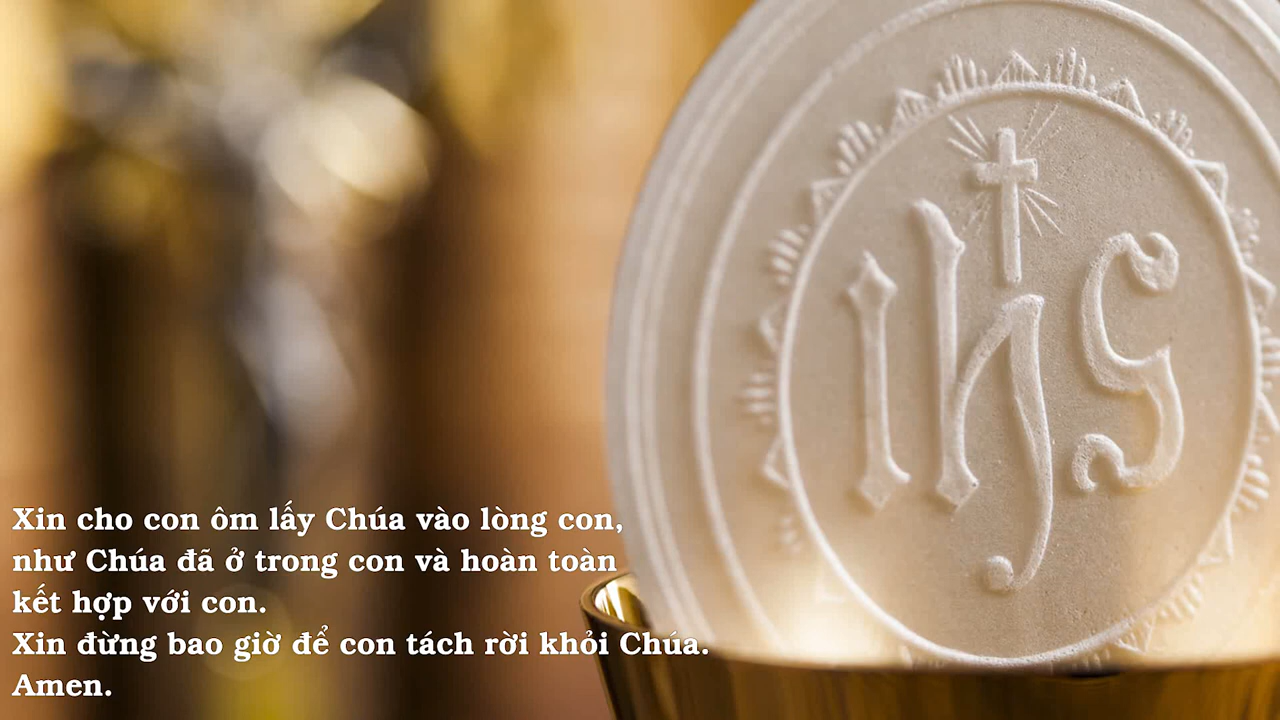 IHS
Xin cho con ôm lấy Chúa vào lòng con,
như Chúa đã ở trong con và hoàn toàn
kết hợp với con.
Xin đừng bao giờ để con tách rời khỏi Chúa.
Amen.